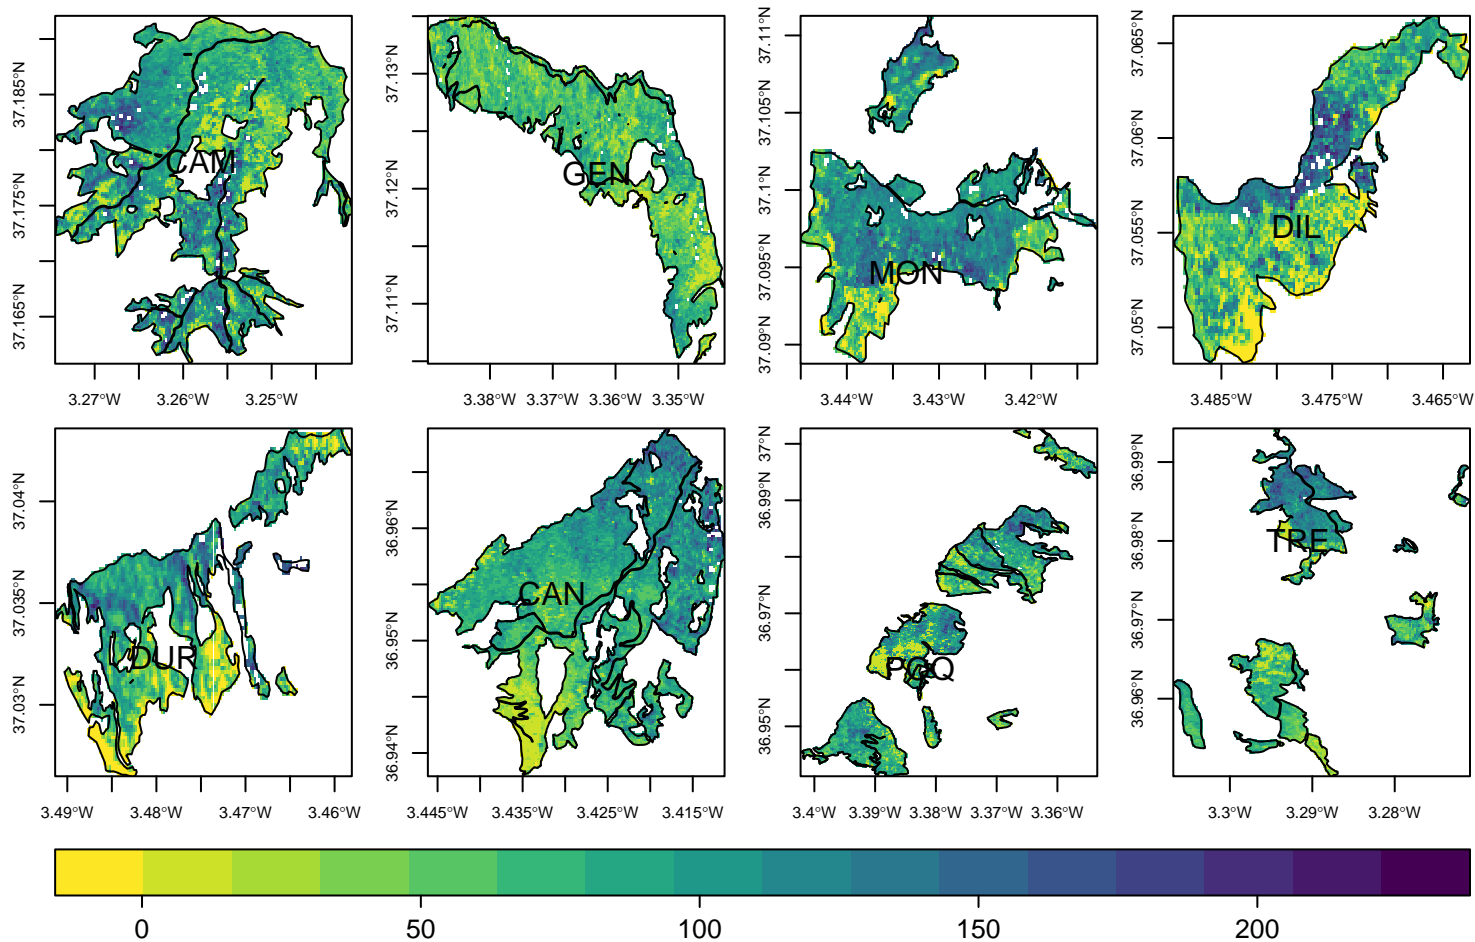 37.185°N
37.175°N
37.165°N
CAM
3.27°W 3.26°W 3.25°W
37.13°N
37.12°N
37.11°N
GEN
3.38°W 3.37°W 3.36°W 3.35°W
37.11°N
37.105°N
37.1°N
37.095°N
37.09°N
MON
3.44°W 3.43°W 3.42°W
37.065°N
37.06°N
37.055°N
37.05°N
DIL
3.485°W 3.475°W 3.465°W
37.04°N
37.035°N
37.03°N
DUR
3.49°W 3.48°W 3.47°W 3.46°W
36.96°N
36.95°N
36.94°N
CAN
3.445°W 3.435°W 3.425°W 3.415°W
37°N
36.99°N
36.97°N
36.95°N
PGQ
3.4°W 3.39°W 3.38°W 3.37°W 3.36°W
36.99°N
36.98°N
36.97°N
36.96°N
TRE
3.3°W 3.29°W 3.28°W
0 50 100 150 200